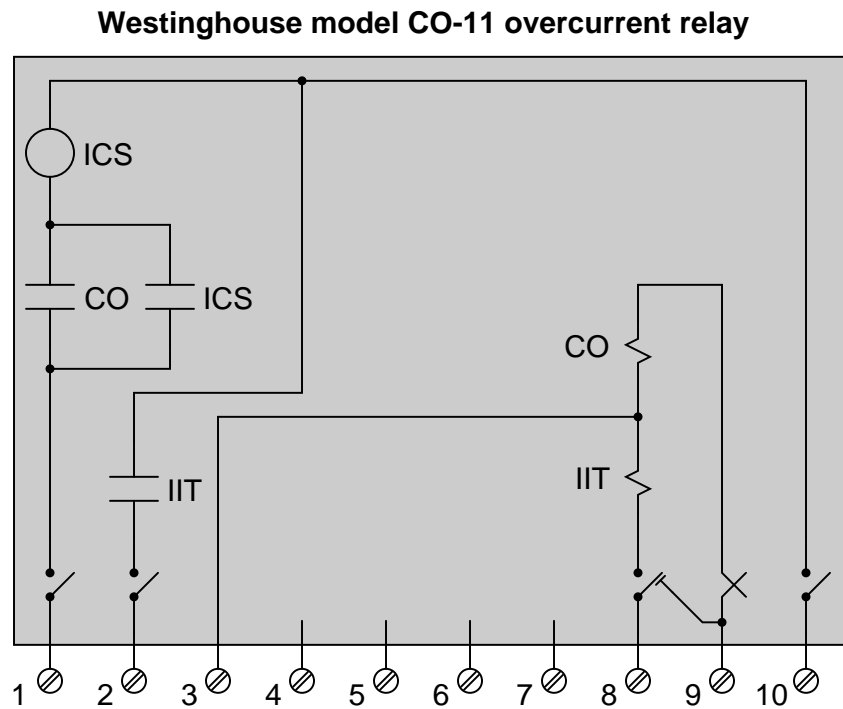 Westinghouse model CO-11 overcurrent relay
ICS
CO ICS
CO
IIT IIT
1 2 3 4 5 6 7 8 9 10